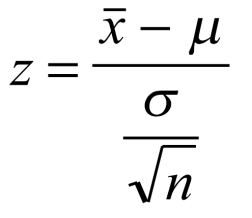 z = (x̄ − μ) / (σ / √n)